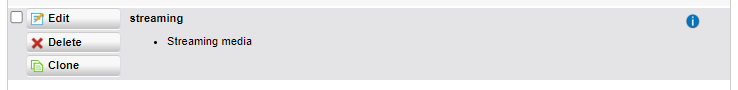 Edit
streaming
Delete
Streaming media
Clone